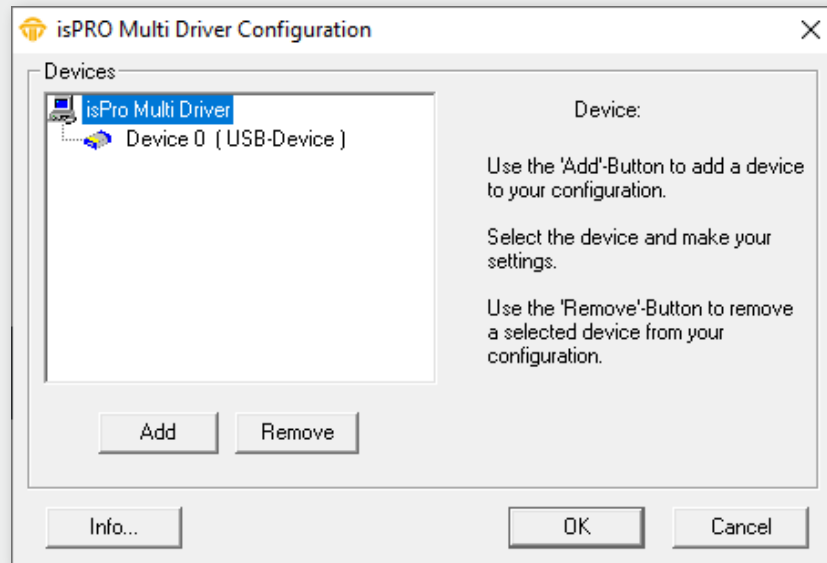 isPRO Multi Driver Configuration
Devices
isPro Multi Driver
Device 0 ( USB-Device )
Device:
Use the 'Add'-Button to add a device
to your configuration.
Select the device and make your
settings.
Use the 'Remove'-Button to remove
a selected device from your
configuration.
Add
Remove
Info...
OK
Cancel